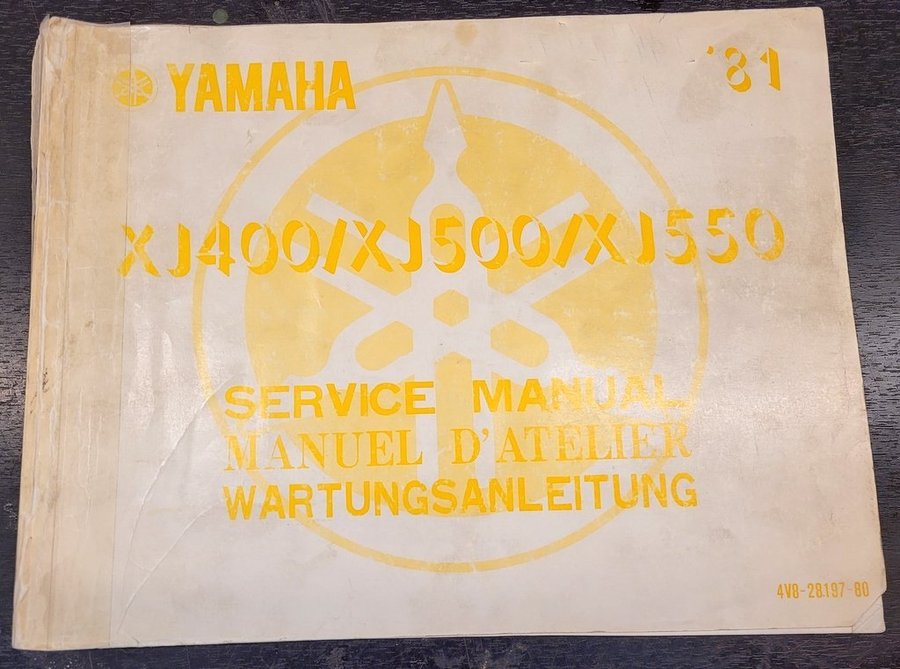 YAMAHA '81
XJ400/XJ500/XJ550
SERVICE MANUAL
MANUEL D'ATELIER
WARTUNGSANLEITUNG
4V8-28197-80